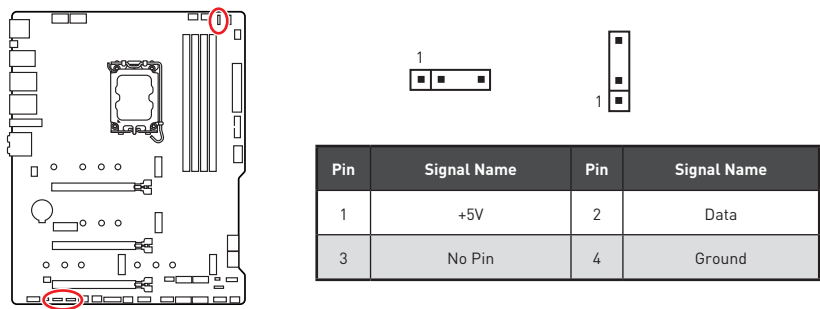 1
1
Pin Signal Name Pin Signal Name
1 +5V 2 Data
3 No Pin 4 Ground